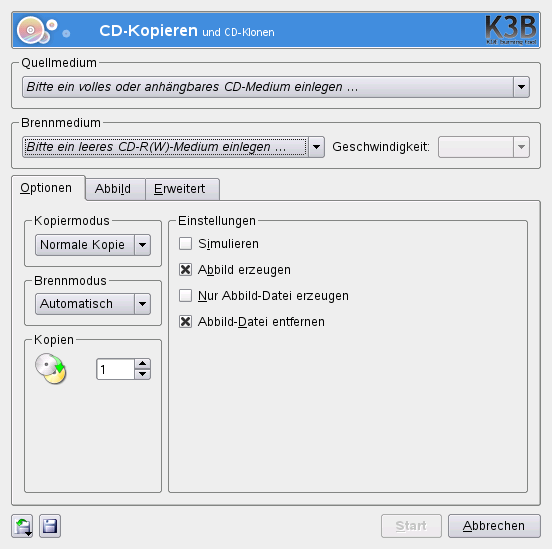 CD-Kopieren und CD-Klonen
K3B
Quellmedium
Bitte ein volles oder anhängbares CD-Medium einlegen ...
Brennmedium
Bitte ein leeres CD-R(W)-Medium einlegen ...
Geschwindigkeit:
Optionen
Abbild
Erweitert
Kopiermodus
Normale Kopie
Brennmodus
Automatisch
Kopien
1
Einstellungen
Simulieren
Abbild erzeugen
Nur Abbild-Datei erzeugen
Abbild-Datei entfernen
Start
Abbrechen